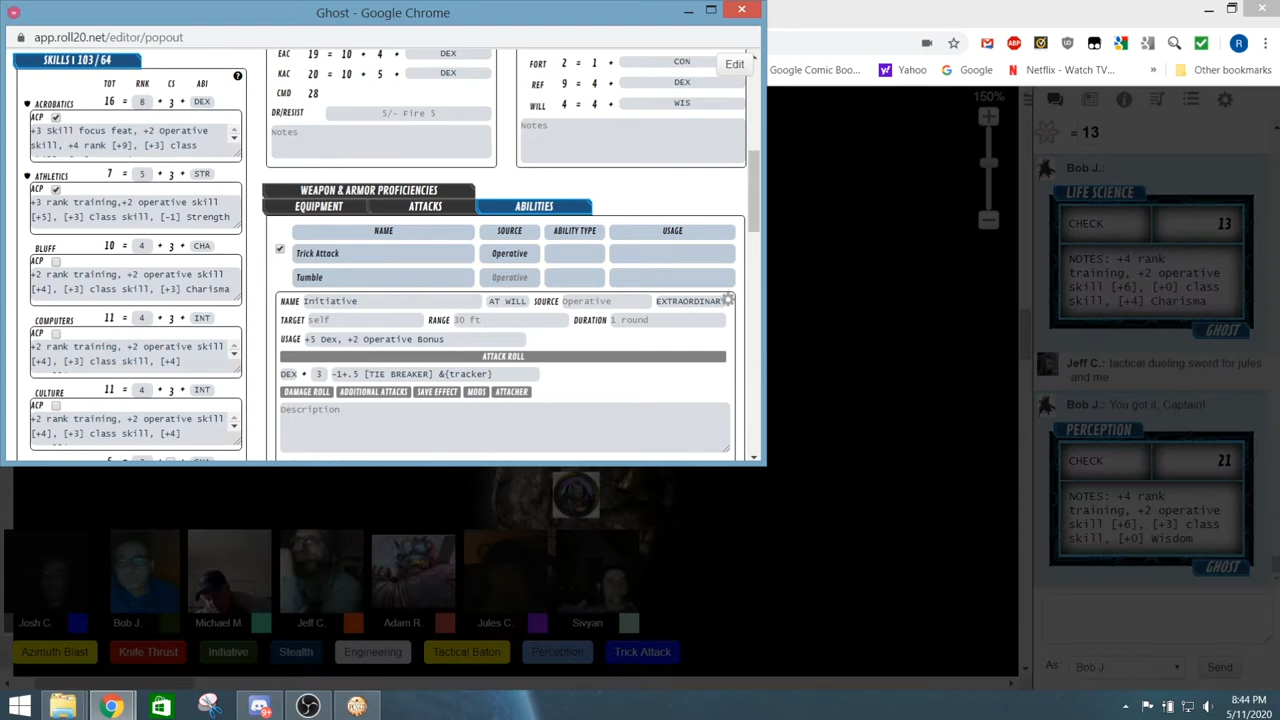 Ghost - Google Chrome
app.roll20.net/editor/popout
SKILLS | 103 / 64
TOT RNK CS ABI
ACROBATICS 16 = 8 + 3 + DEX
ACP
+3 skill focus feat, +2 Operative
skill, +4 rank [+9], [+3] class
ATHLETICS 7 = 5 + 3 + STR
ACP
+3 rank training,+2 operative skill
[+5], [+3] class skill, [-1] Strength
BLUFF 10 = 4 + 3 + CHA
ACP
+2 rank training, +2 operative skill
[+4], [+3] class skill, [+3] Charisma
COMPUTERS 11 = 4 + 3 + INT
ACP
+2 rank training, +2 operative skill
[+4], [+3] class skill, [+4]
CULTURE 11 = 4 + 3 + INT
ACP
+2 rank training, +2 operative skill
[+4], [+3] class skill, [+4]
EAC 19 = 10 + 4 + DEX
KAC 20 = 10 + 5 + DEX
CMD 28
DR/RESIST 5/- Fire 5
Notes
FORT 2 = 1 + CON
REF 9 = 4 + DEX
WILL 4 = 4 + WIS
Notes
Edit
WEAPON & ARMOR PROFICIENCIES
EQUIPMENT ATTACKS ABILITIES
NAME SOURCE ABILITY TYPE USAGE
Trick Attack Operative
Tumble Operative
NAME Initiative AT WILL SOURCE Operative EXTRAORDINAR
TARGET self RANGE 30 ft DURATION 1 round
USAGE +5 Dex, +2 Operative Bonus
ATTACK ROLL
DEX + 3 -1+.5 [TIE BREAKER] &{tracker}
DAMAGE ROLL ADDITIONAL ATTACKS SAVE EFFECT MODS ATTACHER
Description
R
Google Comic Boo... Yahoo Google Netflix - Watch TV... » Other bookmarks
150%
= 13
Bob J.:
LIFE SCIENCE
CHECK 13
NOTES: +4 rank
training, +2 operative
skill [+6], [+3] class
skill, [+0] Wisdom
GHOST
Jeff C.: tactical dueling sword for jules
and me
Bob J.: You got it, Captain!
PERCEPTION
CHECK 21
NOTES: +4 rank
training, +2 operative
skill [+6], [+3] class
skill, [+0] Wisdom
GHOST
As: Bob J Send
Josh C. Bob J. Michael M. Jeff C. Adam R. Jules C. Sivyan
Azimuth Blast Knife Thrust Initiative Stealth Engineering Tactical Baton Perception Trick Attack
8:44 PM
5/11/2020